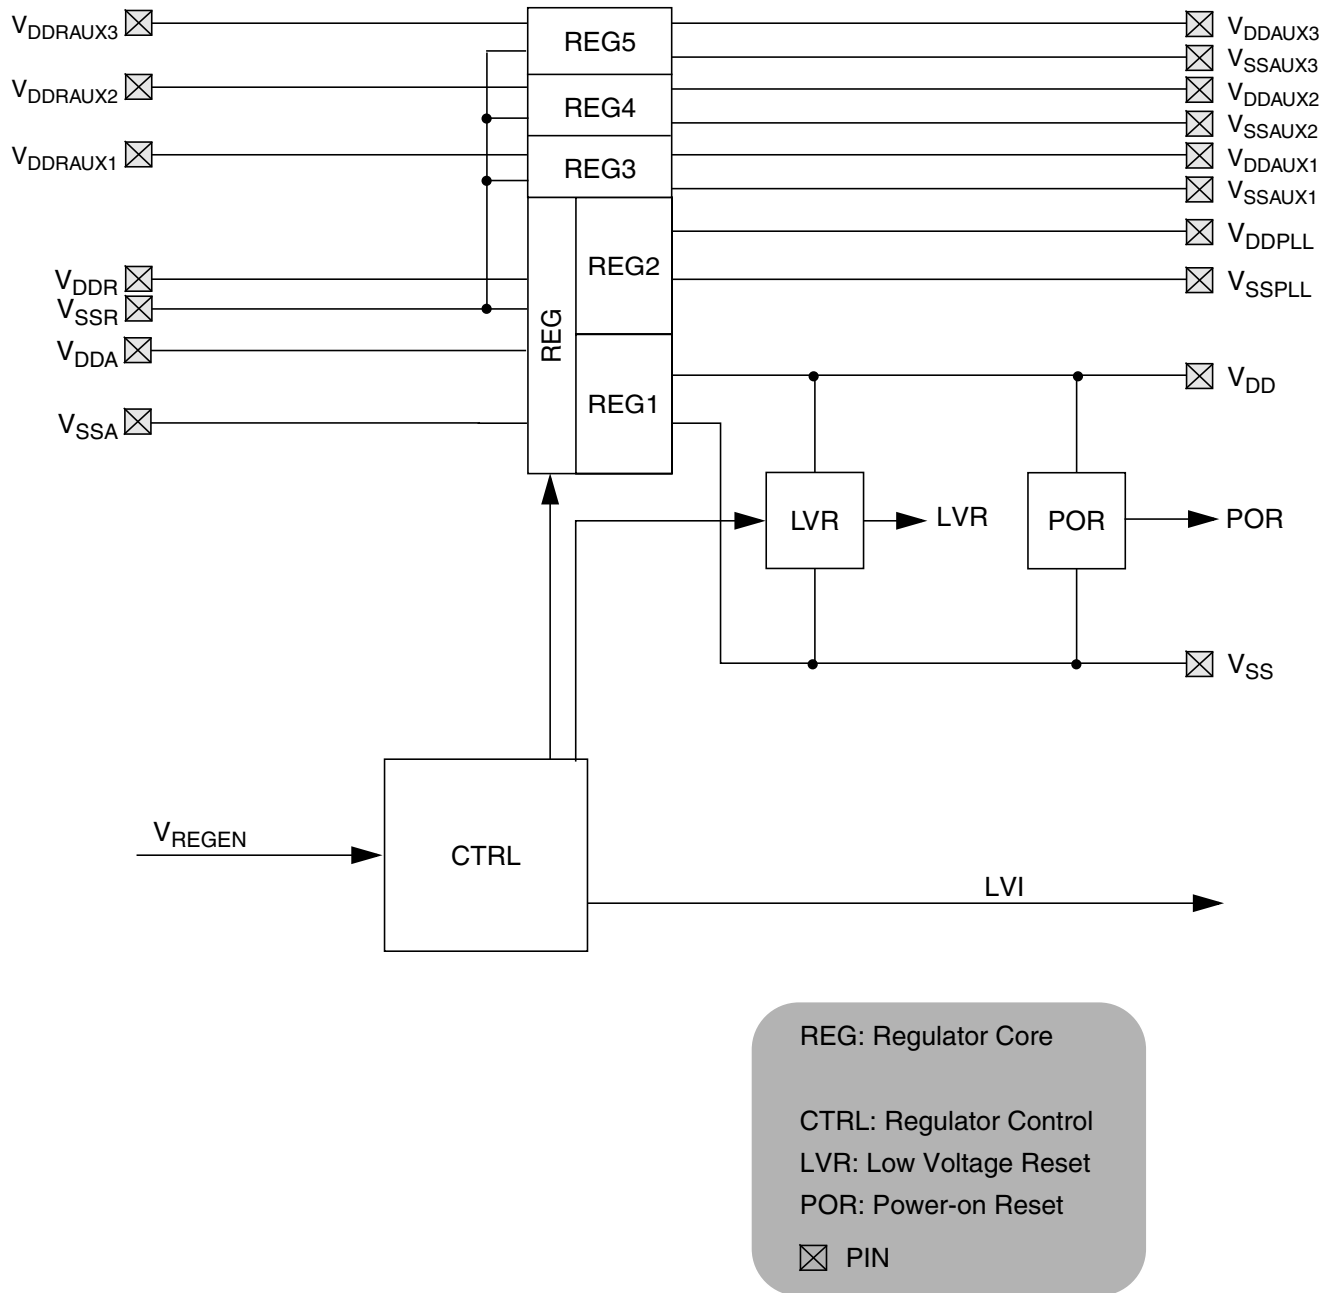 VDDRAUX3
REG5
VDDAUX3
VSSAUX3
VDDRAUX2
REG4
VDDAUX2
VSSAUX2
VDDRAUX1
REG3
VDDAUX1
VSSAUX1
VDDPLL
REG2
VDDR
VSSPLL
VSSR
REG
VDDA
VDD
REG1
VSSA
LVR
LVR
POR
POR
VSS
VREGEN
CTRL
LVI
REG: Regulator Core
CTRL: Regulator Control
LVR: Low Voltage Reset
POR: Power-on Reset
PIN